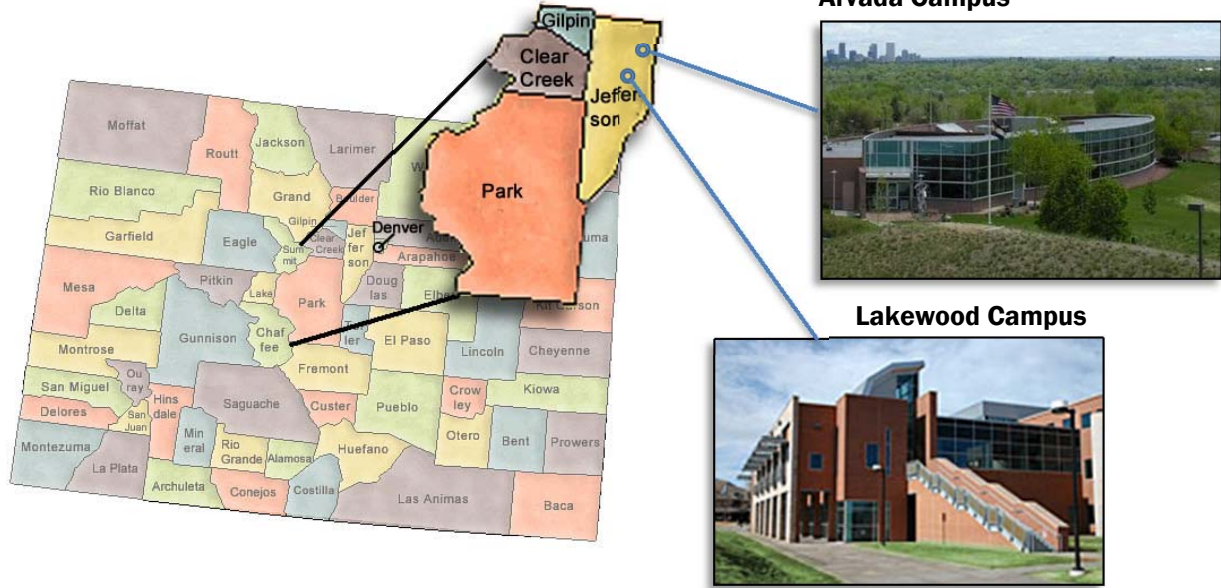 Arvada Campus
Gilpin
Clear
Creek
Jeffer
son
Park
Moffat
Routt
Jackson
Larimer
Rio Blanco
Grand
Boulder
Garfield
Eagle
Gilpin
Clear
Creek
Sum
mit
Jef
fer
son
Denver
Arapahoe
Mesa
Pitkin
Lake
Park
Doug
las
Delta
Gunnison
Chaf
fee
El Paso
Lincoln
Cheyenne
Montrose
Fremont
San Miguel
Ou
ray
Hins
dale
Saguache
Custer
Pueblo
Crow
ley
Kiowa
Delores
San
Juan
Min
eral
Rio
Grande
Alamosa
Huefano
Otero
Bent
Prowers
Montezuma
La Plata
Archuleta
Conejos
Costilla
Las Animas
Baca
Lakewood Campus